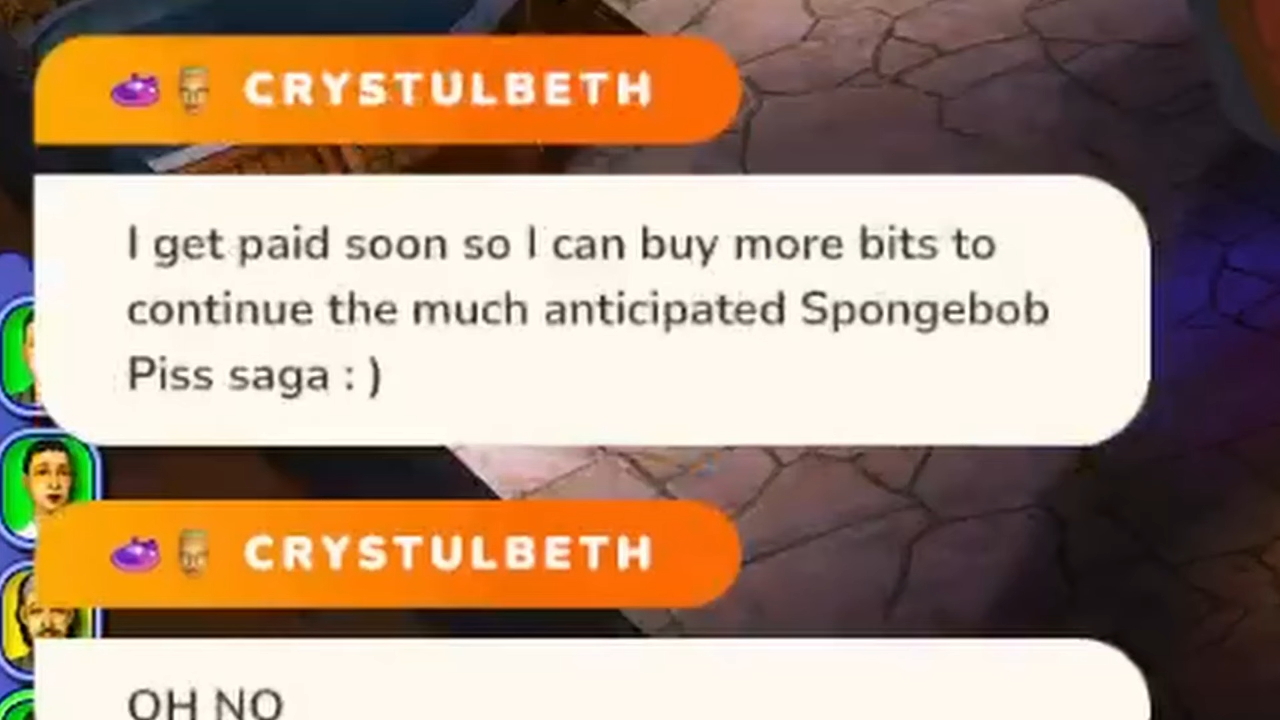 CRYSTULBETH
I get paid soon so I can buy more bits to
continue the much anticipated Spongebob
Piss saga : )
CRYSTULBETH
OH NO